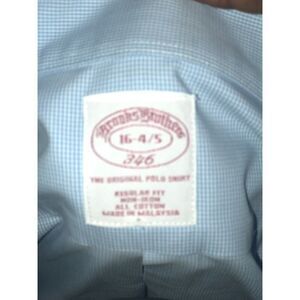 Brooks Brothers
16-4/5
346
THE ORIGINAL POLO SHIRT
REGULAR FIT
NON-IRON
ALL COTTON
MADE IN MALAYSIA